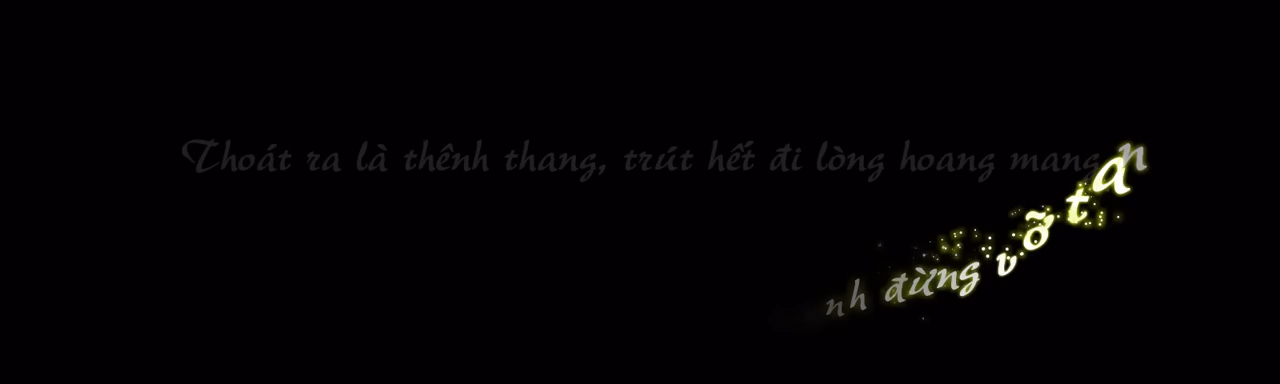 Thoát ra là thênh thang, trút hết đi lòng hoang mang
nh đừng vỡ tan